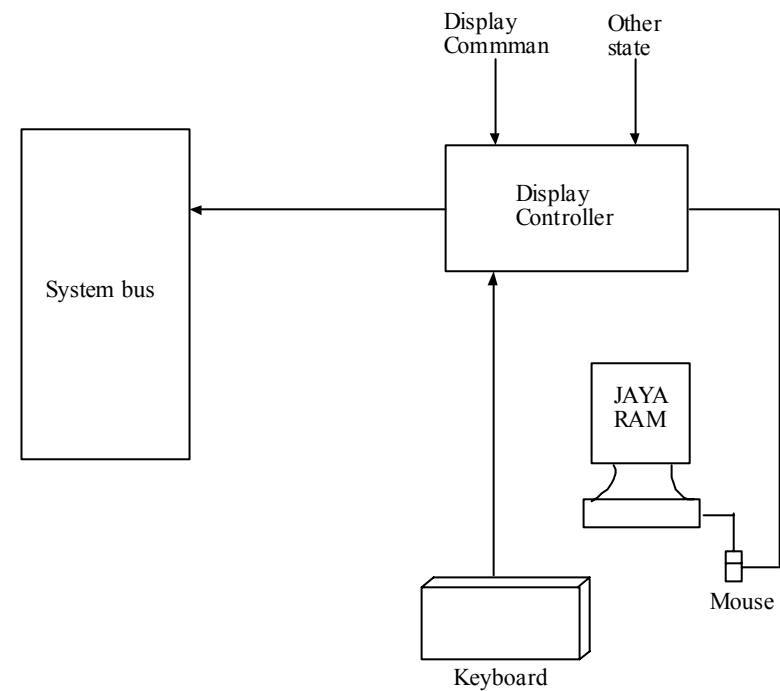 Display
Commman
Other
state
Display
Controller
System bus
JAYA
RAM
Mouse
Keyboard